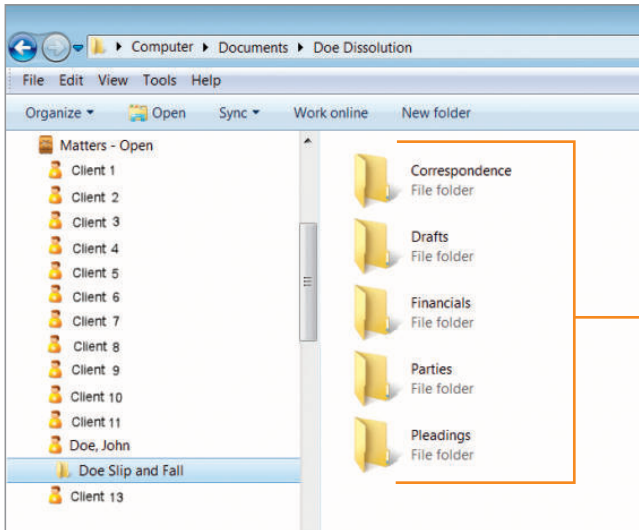 Computer Documents Doe Dissolution
File Edit View Tools Help
Organize Open Sync Work online New folder
Matters - Open
Client 1
Client 2
Client 3
Client 4
Client 5
Client 6
Client 7
Client 8
Client 9
Client 10
Client 11
Doe, John
Doe Slip and Fall
Client 13
Correspondence
File folder
Drafts
File folder
Financials
File folder
Parties
File folder
Pleadings
File folder